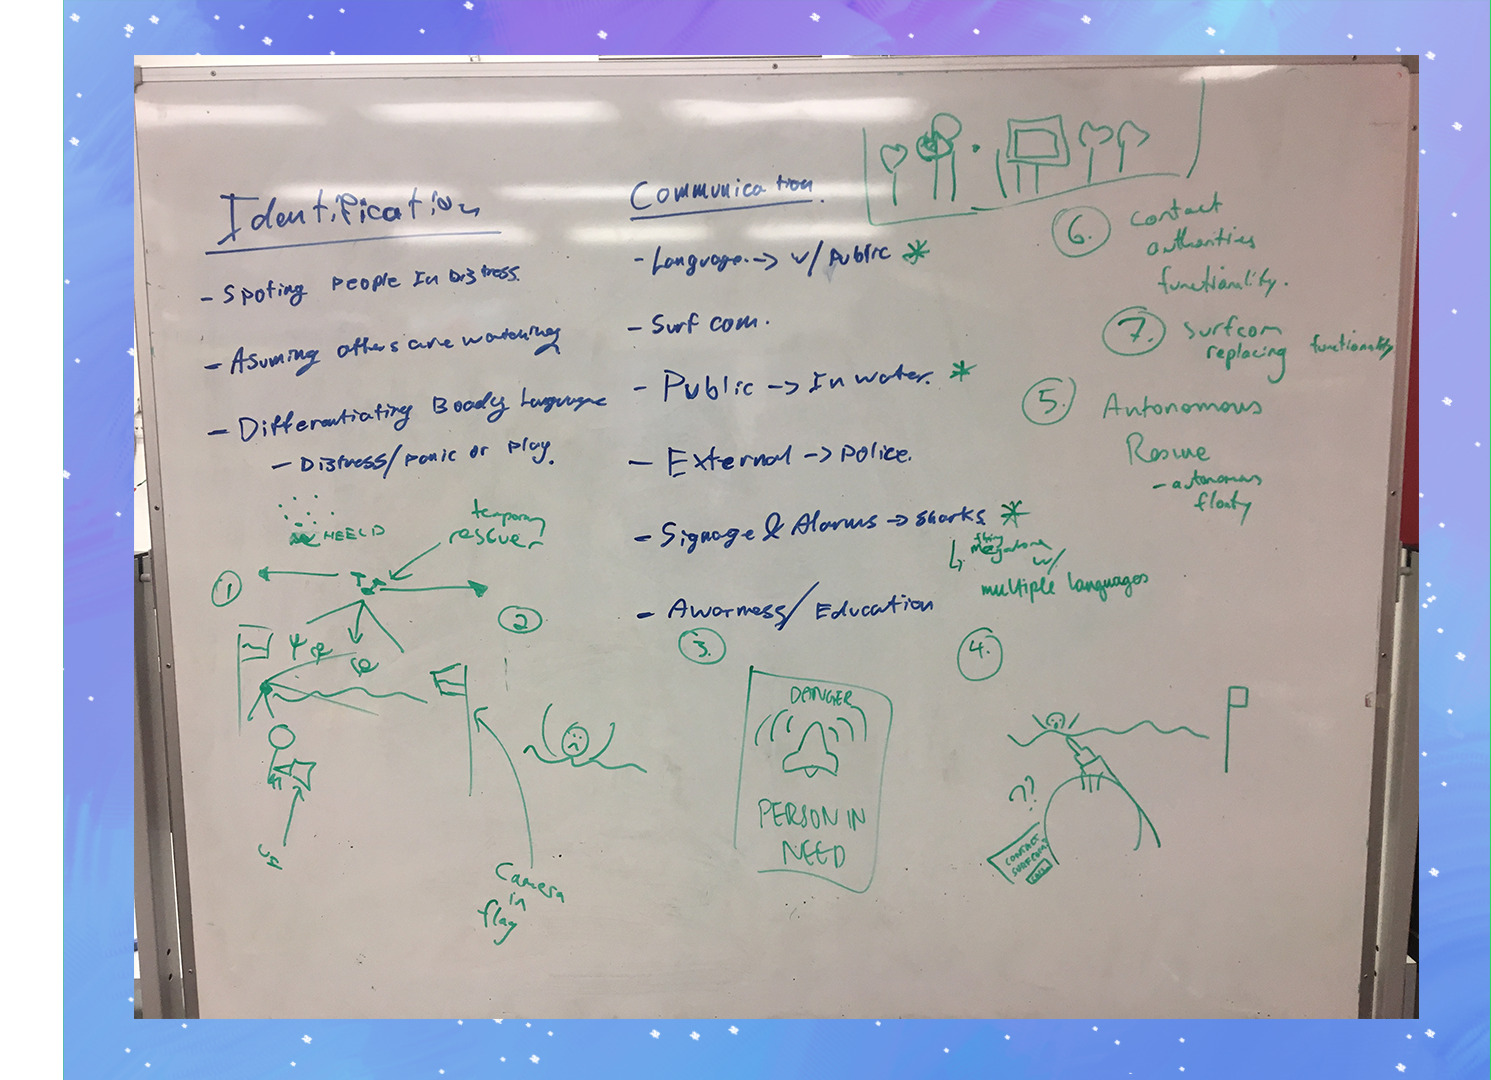 Identification
- Spoting People In Distress.
- Asuming others are watching
- Differentiating Boady Language
- Distress/panic or play.
Communication.
- Language. -> w/ Public *
- Surf com.
- Public -> In water. *
- External -> Police.
- Signage & Alarms -> sharks *
flying
megaphone w/
multiple languages
- Awarness/Education
6. Contact
authorities
functionality.
7. Surfcom
replacing functionality
5. Autonomous
Rescue
- autonomous
floaty
temporary
rescuer
1
2
Camera
in
flag
3.
DANGER
PERSON IN
NEED
4.
??
CONTACT
SURFCOM?